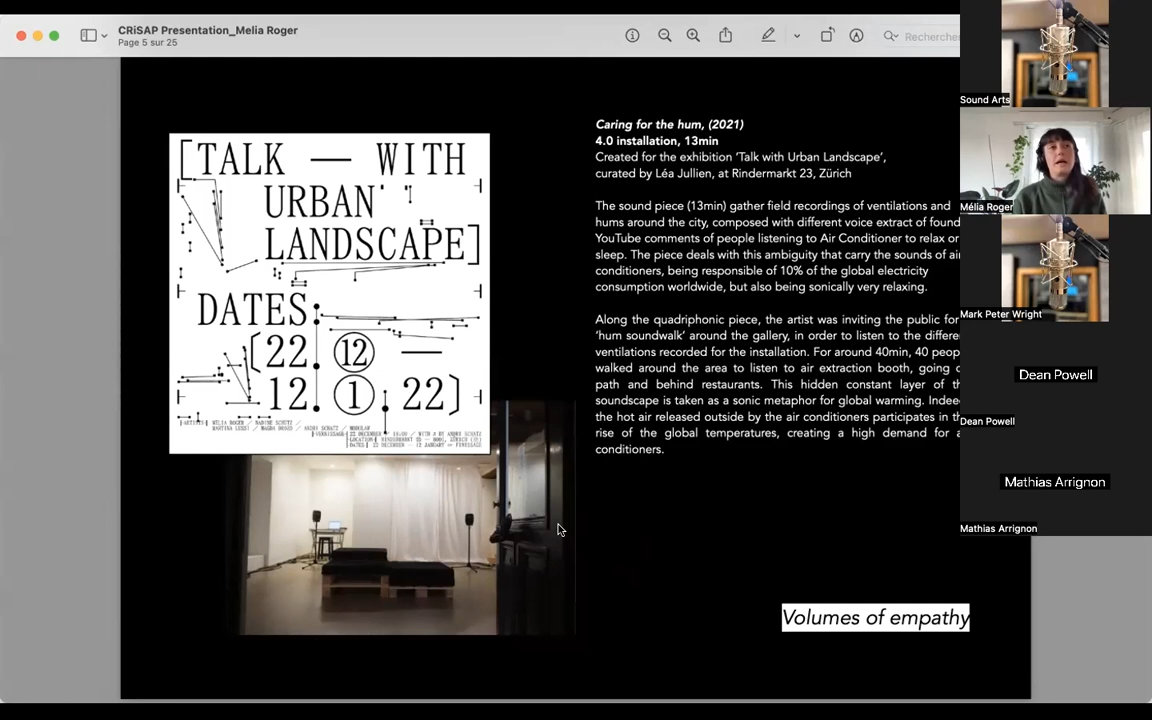 CRiSAP Presentation_Melia Roger
Page 5 sur 25
Rechercher
[TALK — WITH
URBAN
LANDSCAPE]
DATES:
[22. 12 —
12. 1. 22]
Caring for the hum, (2021)
4.0 installation, 13min
Created for the exhibition 'Talk with Urban Landscape',
curated by Léa Jullien, at Rindermarkt 23, Zürich
The sound piece (13min) gather field recordings of ventilations and
hums around the city, composed with different voice extract of found
YouTube comments of people listening to Air Conditioner to relax or
sleep. The piece deals with this ambiguity that carry the sounds of air
conditioners, being responsible of 10% of the global electricity
consumption worldwide, but also being sonically very relaxing.
Along the quadriphonic piece, the artist was inviting the public for
'hum soundwalk' around the gallery, in order to listen to the differe
ventilations recorded for the installation. For around 40min, 40 peop
walked around the area to listen to air extraction booth, going
path and behind restaurants. This hidden constant layer of th
soundscape is taken as a sonic metaphor for global warming. Indee
the hot air released outside by the air conditioners participates in th
rise of the global temperatures, creating a high demand for a
conditioners.
Volumes of empathy
Sound Arts
Mélia Roger
Mark Peter Wright
Dean Powell
Dean Powell
Mathias Arrignon
Mathias Arrignon